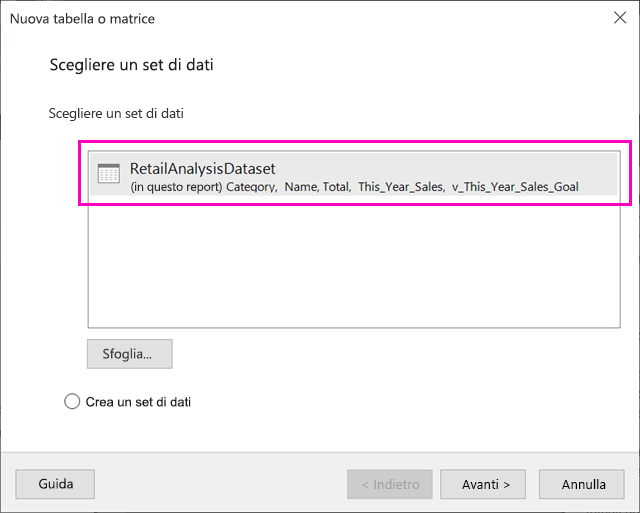 Nuova tabella o matrice
Scegliere un set di dati
Scegliere un set di dati
RetailAnalysisDataset
(in questo report) Category, Name, Total, This_Year_Sales, v_This_Year_Sales_Goal
Sfoglia...
Crea un set di dati
Guida
< Indietro
Avanti >
Annulla